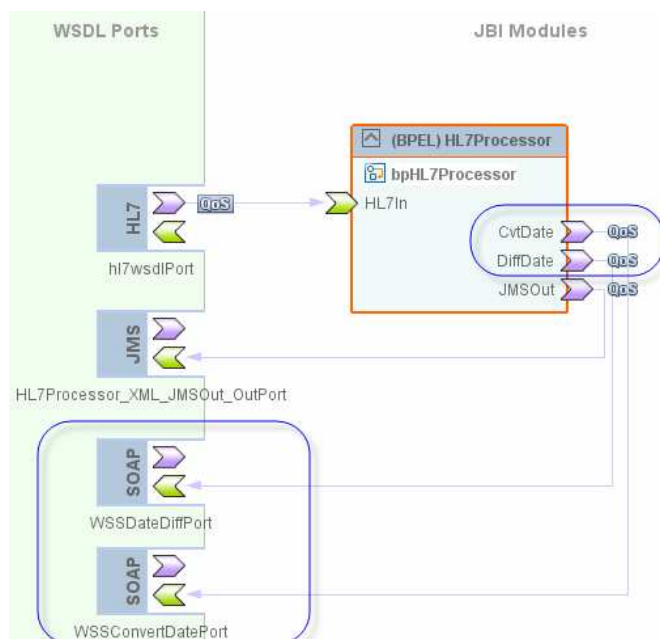 WSDL Ports
JBI Modules
(BPEL) HL7Processor
bpHL7Processor
HL7
QoS
HL7In
hl7wsdlPort
CvtDate
QoS
DiffDate
QoS
JMSOut
QoS
JMS
HL7Processor_XML_JMSOut_OutPort
SOAP
WSSDateDiffPort
SOAP
WSSConvertDatePort